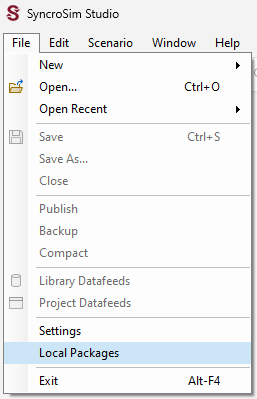 SyncroSim Studio
File Edit Scenario Window Help
New
Open... Ctrl+O
Open Recent
Save Ctrl+S
Save As...
Close
Publish
Backup
Compact
Library Datafeeds
Project Datafeeds
Settings
Local Packages
Exit Alt-F4